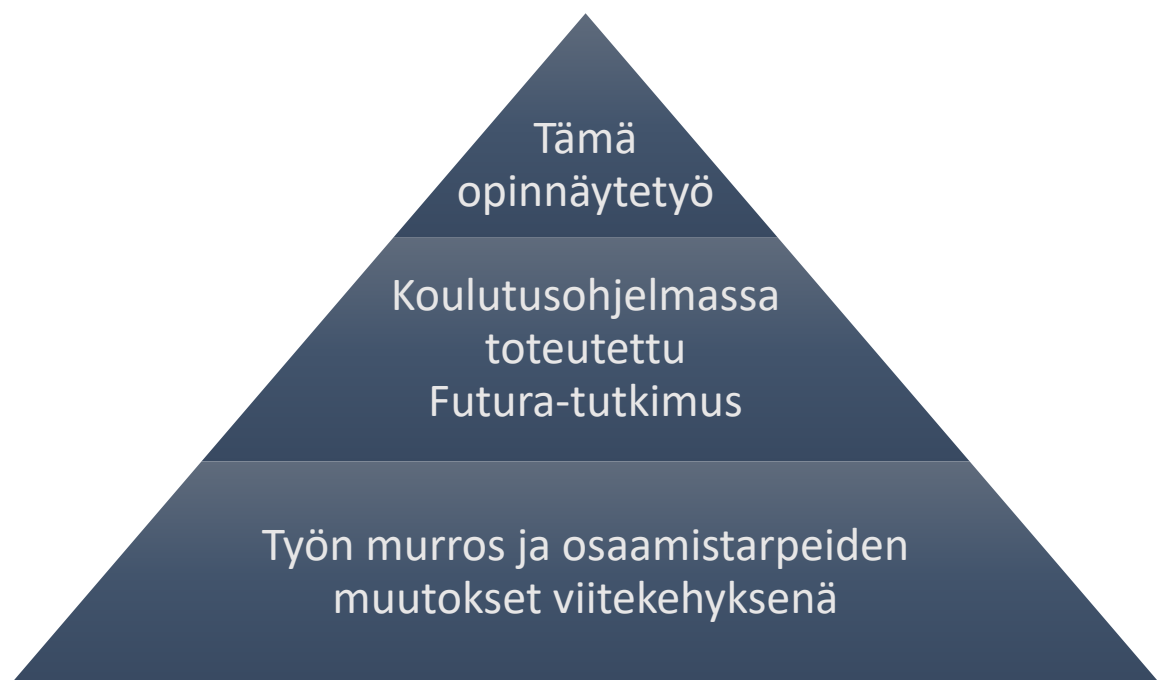 Tämä
opinnäytetyö
Koulutusohjelmassa
toteutettu
Futura-tutkimus
Työn murros ja osaamistarpeiden
muutokset viitekehyksenä